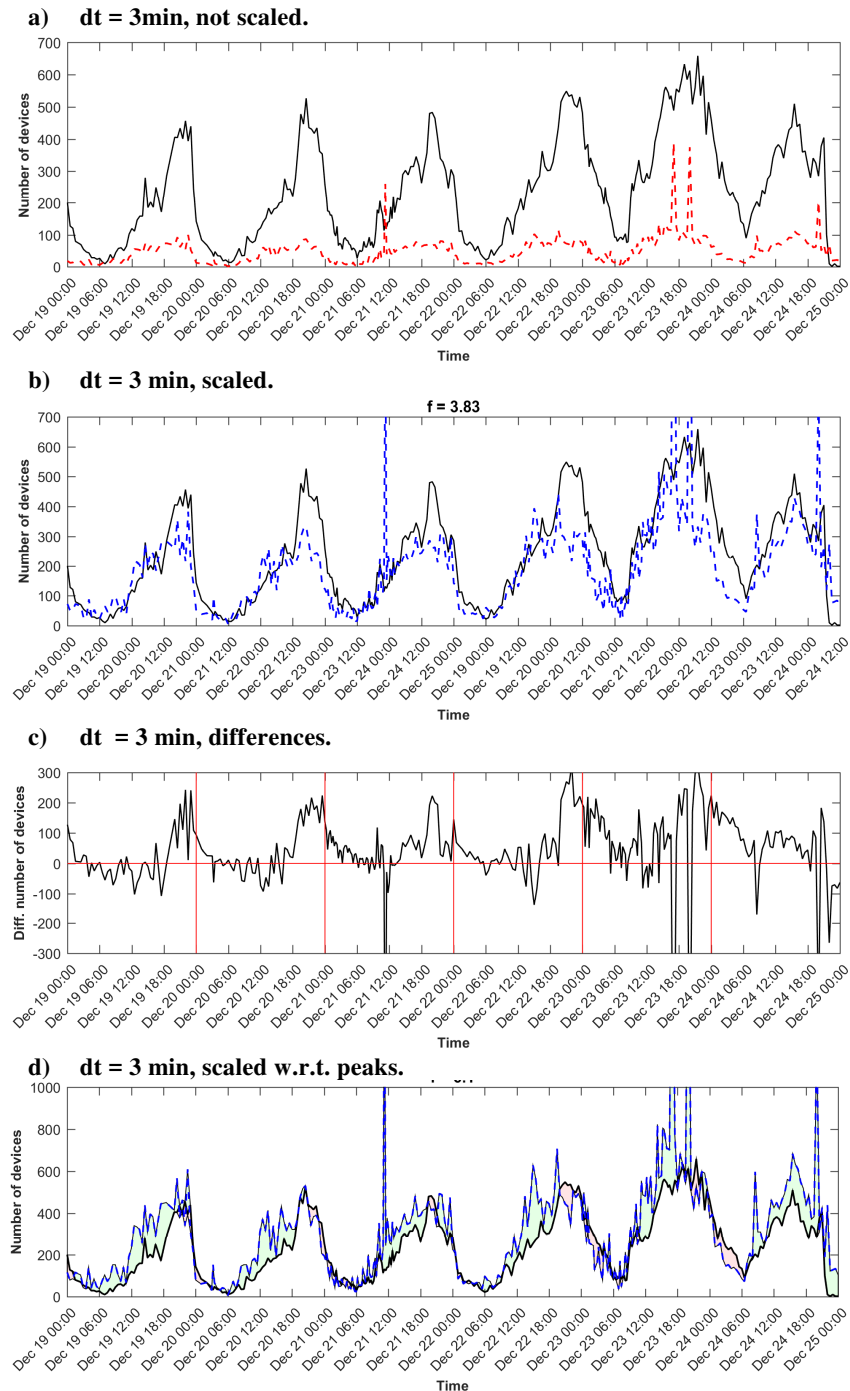 a) dt = 3min, not scaled.
700
600
500
400
300
200
100
0
Number of devices
Dec 19 00:00
Dec 19 06:00
Dec 19 12:00
Dec 19 18:00
Dec 20 00:00
Dec 20 06:00
Dec 20 12:00
Dec 20 18:00
Dec 21 00:00
Dec 21 06:00
Dec 21 12:00
Dec 21 18:00
Dec 22 00:00
Dec 22 06:00
Dec 22 12:00
Dec 22 18:00
Dec 23 00:00
Dec 23 06:00
Dec 23 12:00
Dec 23 18:00
Dec 24 00:00
Dec 24 06:00
Dec 24 12:00
Dec 24 18:00
Dec 25 00:00
Time
b) dt = 3 min, scaled.
f = 3.83
700
600
500
400
300
200
100
0
Number of devices
Dec 19 00:00
Dec 19 12:00
Dec 20 00:00
Dec 20 12:00
Dec 21 00:00
Dec 21 12:00
Dec 22 00:00
Dec 22 12:00
Dec 23 00:00
Dec 23 12:00
Dec 24 00:00
Dec 24 12:00
Dec 25 00:00
Dec 19 00:00
Dec 19 12:00
Dec 20 00:00
Dec 20 12:00
Dec 21 00:00
Dec 21 12:00
Dec 22 00:00
Dec 22 12:00
Dec 23 00:00
Dec 23 12:00
Dec 24 00:00
Dec 24 12:00
Time
c) dt = 3 min, differences.
300
200
100
0
-100
-200
-300
Diff. number of devices
Dec 19 00:00
Dec 19 06:00
Dec 19 12:00
Dec 19 18:00
Dec 20 00:00
Dec 20 06:00
Dec 20 12:00
Dec 20 18:00
Dec 21 00:00
Dec 21 06:00
Dec 21 12:00
Dec 21 18:00
Dec 22 00:00
Dec 22 06:00
Dec 22 12:00
Dec 22 18:00
Dec 23 00:00
Dec 23 06:00
Dec 23 12:00
Dec 23 18:00
Dec 24 00:00
Dec 24 06:00
Dec 24 12:00
Dec 24 18:00
Dec 25 00:00
Time
d) dt = 3 min, scaled w.r.t. peaks.
1000
800
600
400
200
0
Number of devices
Dec 19 00:00
Dec 19 06:00
Dec 19 12:00
Dec 19 18:00
Dec 20 00:00
Dec 20 06:00
Dec 20 12:00
Dec 20 18:00
Dec 21 00:00
Dec 21 06:00
Dec 21 12:00
Dec 21 18:00
Dec 22 00:00
Dec 22 06:00
Dec 22 12:00
Dec 22 18:00
Dec 23 00:00
Dec 23 06:00
Dec 23 12:00
Dec 23 18:00
Dec 24 00:00
Dec 24 06:00
Dec 24 12:00
Dec 24 18:00
Dec 25 00:00
Time